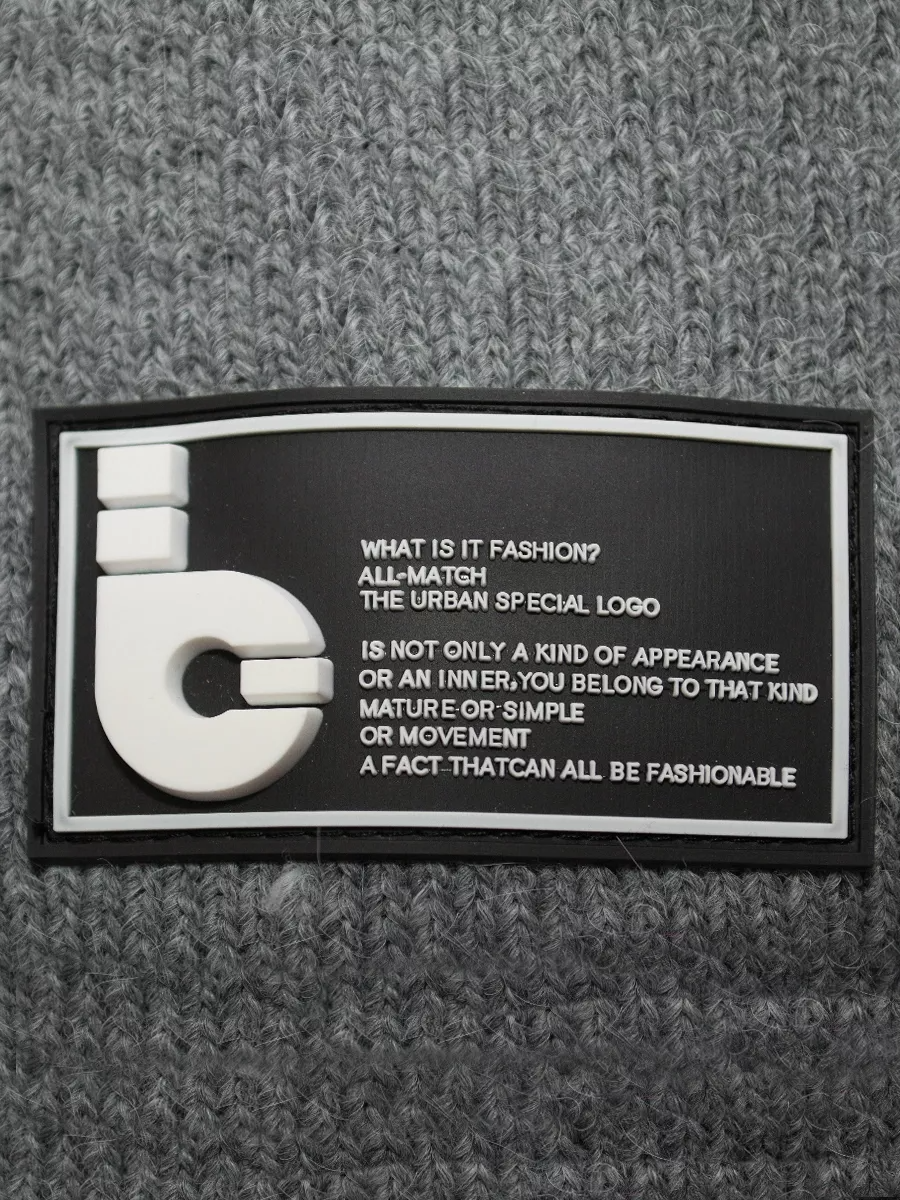 WHAT IS IT FASHION?
ALL-MATCH
THE URBAN SPECIAL LOGO
IS NOT ONLY A KIND OF APPEARANCE
OR AN INNER,YOU BELONG TO THAT KIND
MATURE-OR-SIMPLE
OR MOVEMENT
A FACT THATCAN ALL BE FASHIONABLE